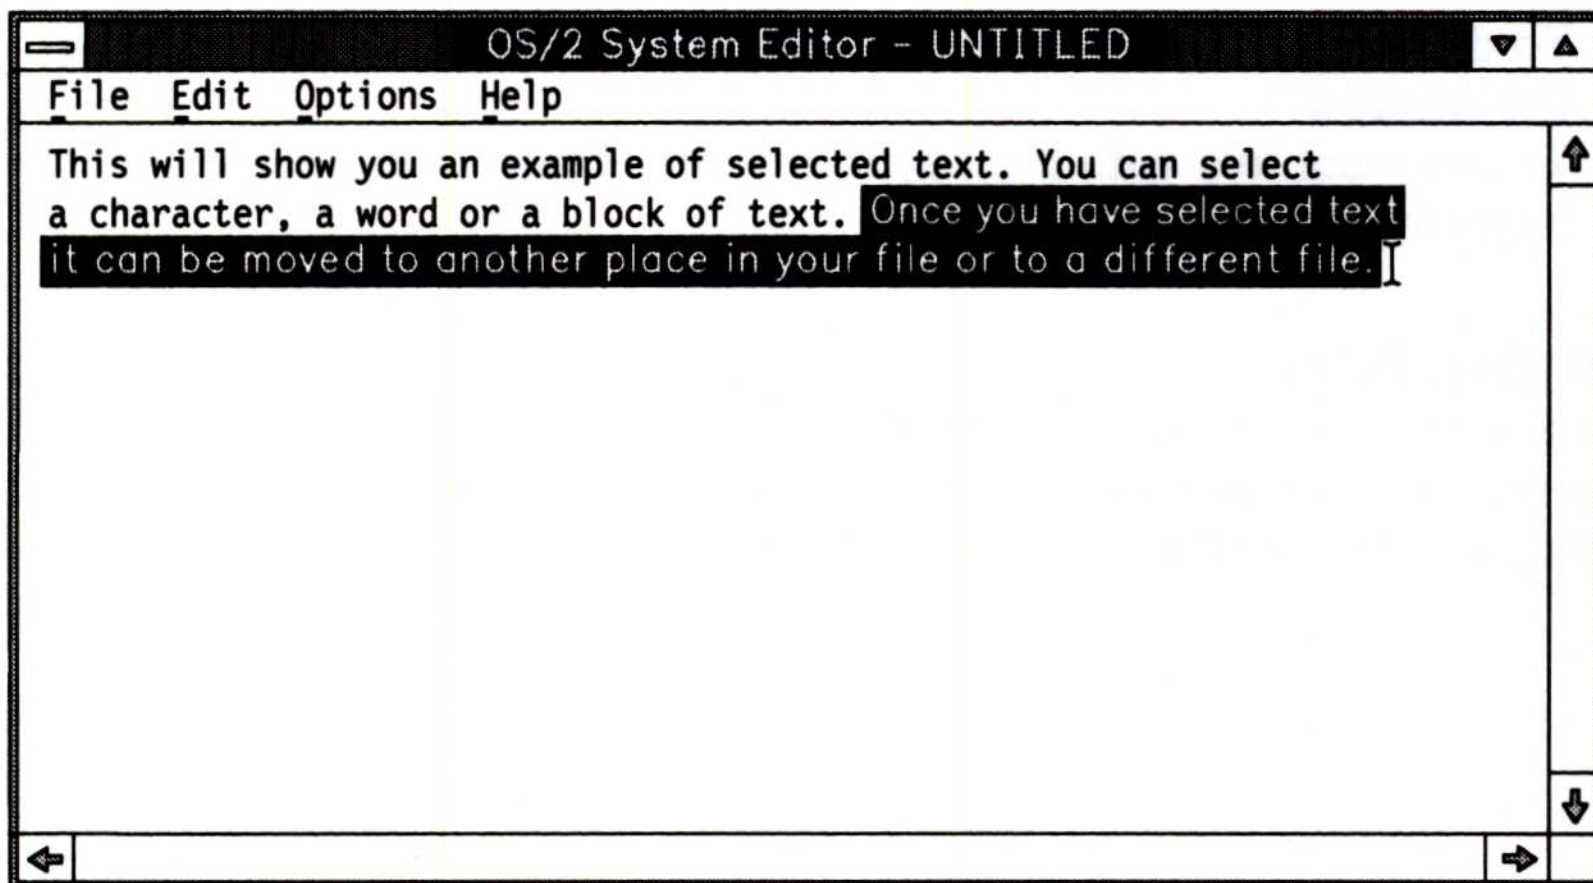 OS/2 System Editor - UNTITLED
File Edit Options Help
This will show you an example of selected text. You can select
a character, a word or a block of text. Once you have selected text
it can be moved to another place in your file or to a different file.